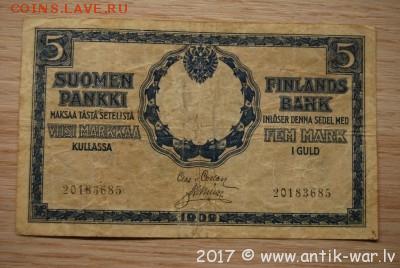 COINS.LAVE.RU
5 5
SUOMEN
PANKKI
MAKSAA TÄSTÄ SETELISTÄ
VIISI MARKKAA
KULLASSA
FINLANDS
BANK
INLÖSER DENNA SEDEL MED
FEM MARK
I GULD
20183685 20183685
1909
2017 © www.antik-war.lv